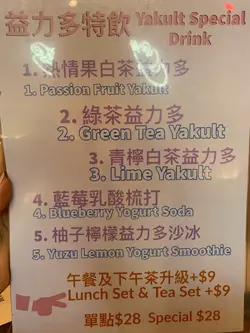 益力多特飲 Yakult Special
Drink
1. 熱情果白茶益力多
1. Passion Fruit Yakult
2. 綠茶益力多
2. Green Tea Yakult
3. 青檸白茶益力多
3. Lime Yakult
4. 藍莓乳酸梳打
4. Blueberry Yogurt Soda
5. 柚子檸檬益力多沙冰
5. Yuzu Lemon Yogurt Smoothie
午餐及下午茶升級+$9
Lunch Set & Tea Set +$9
單點$28 Special $28